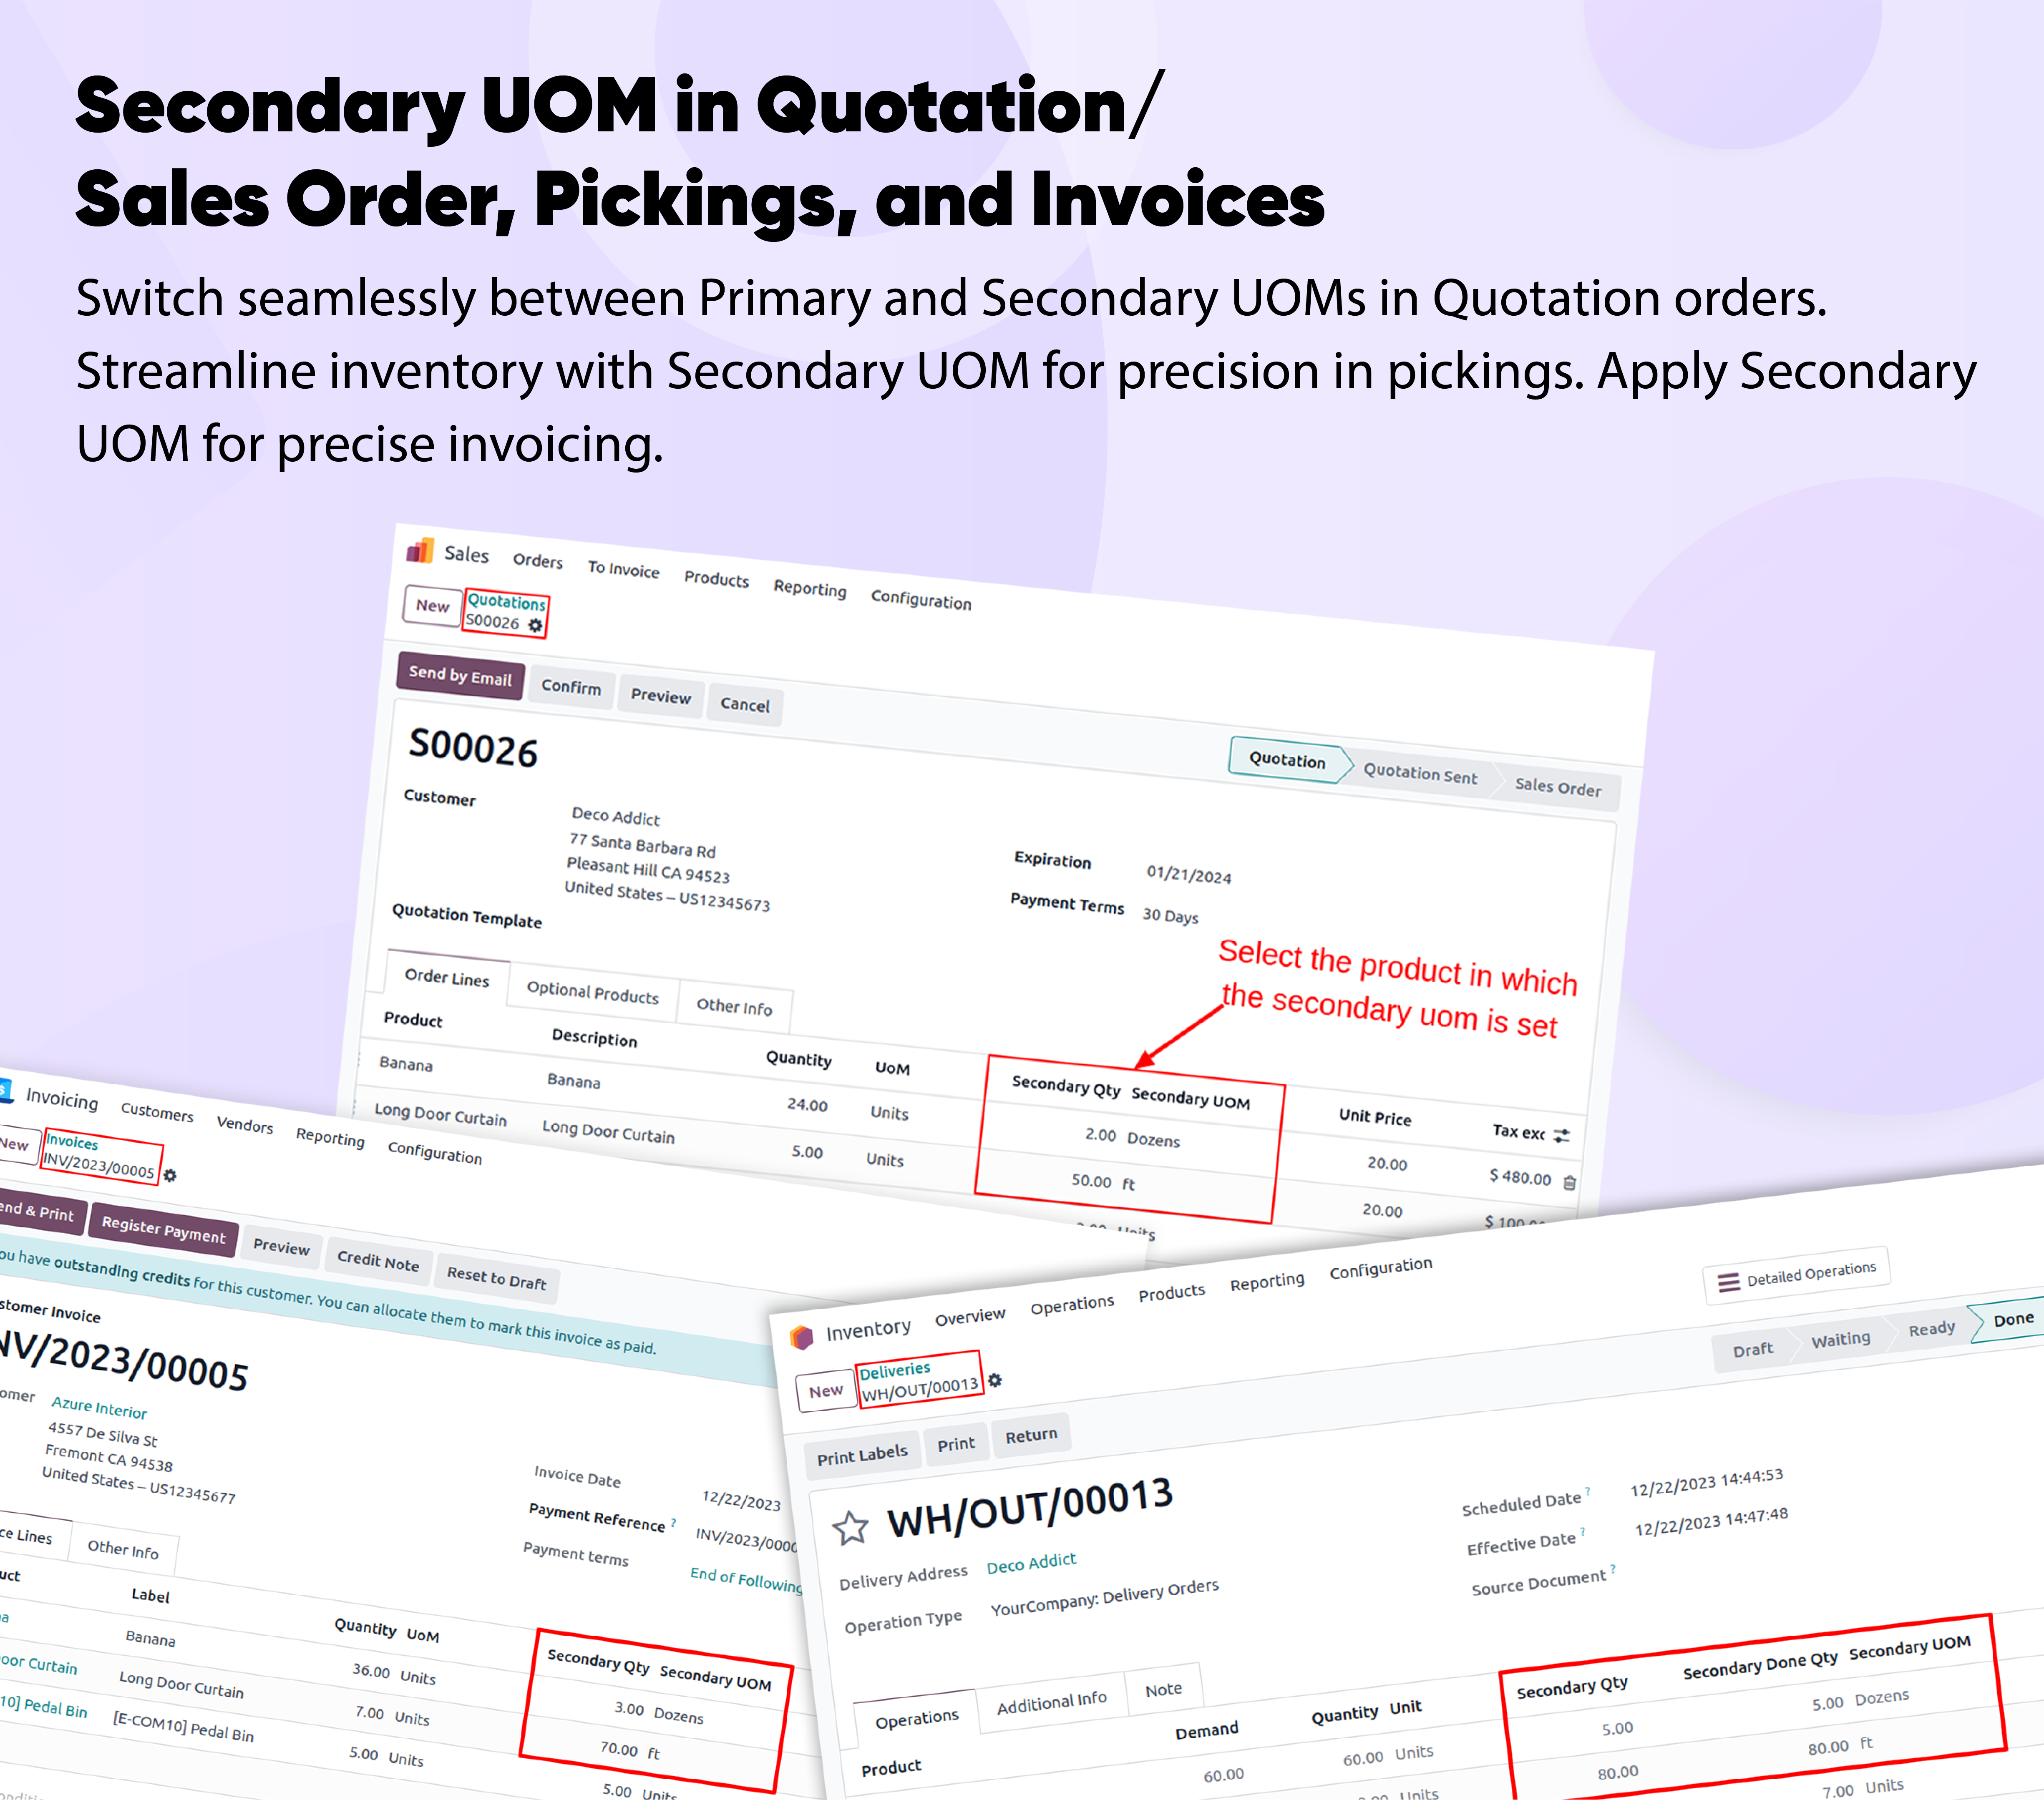 Secondary UOM in Quotation/
Sales Order, Pickings, and Invoices
Switch seamlessly between Primary and Secondary UOMs in Quotation orders.
Streamline inventory with Secondary UOM for precision in pickings. Apply Secondary
UOM for precise invoicing.
Sales Orders To Invoice Products Reporting Configuration
New Quotations
S00026
Send by Email Confirm Preview Cancel
Quotation Quotation Sent Sales Order
S00026
Customer
Deco Addict
77 Santa Barbara Rd
Pleasant Hill CA 94523
United States – US12345673
Expiration 01/21/2024
Payment Terms 30 Days
Quotation Template
Select the product in which
the secondary uom is set
Order Lines Optional Products Other Info
Product Description Quantity UoM Secondary Qty Secondary UOM Unit Price Tax exc
Banana Banana 24.00 Units 2.00 Dozens 20.00 $ 480.00
Long Door Curtain Long Door Curtain 5.00 Units 50.00 ft 20.00 $ 100
Invoicing Customers Vendors Reporting Configuration
New Invoices
INV/2023/00005
end & Print Register Payment Preview Credit Note Reset to Draft
ou have outstanding credits for this customer. You can allocate them to mark this invoice as paid.
stomer Invoice
NV/2023/00005
omer Azure Interior
4557 De Silva St
Fremont CA 94538
United States – US12345677
Invoice Date 12/22/2023
Payment Reference ? INV/2023/0000
Payment terms End of Following
ce Lines Other Info
uct Label Quantity UoM Secondary Qty Secondary UOM
na Banana 36.00 Units 3.00 Dozens
oor Curtain Long Door Curtain 7.00 Units 70.00 ft
10] Pedal Bin [E-COM10] Pedal Bin 5.00 Units 5.00 Units
Inventory Overview Operations Products Reporting Configuration
Detailed Operations
New Deliveries
WH/OUT/00013
Print Labels Print Return
Draft Waiting Ready Done
WH/OUT/00013
Delivery Address Deco Addict
Operation Type YourCompany: Delivery Orders
Scheduled Date ? 12/22/2023 14:44:53
Effective Date ? 12/22/2023 14:47:48
Source Document ?
Operations Additional Info Note
Product Demand Quantity Unit Secondary Qty Secondary Done Qty Secondary UOM
60.00 60.00 Units 5.00 5.00 Dozens
Units 80.00 80.00 ft
7.00 Units